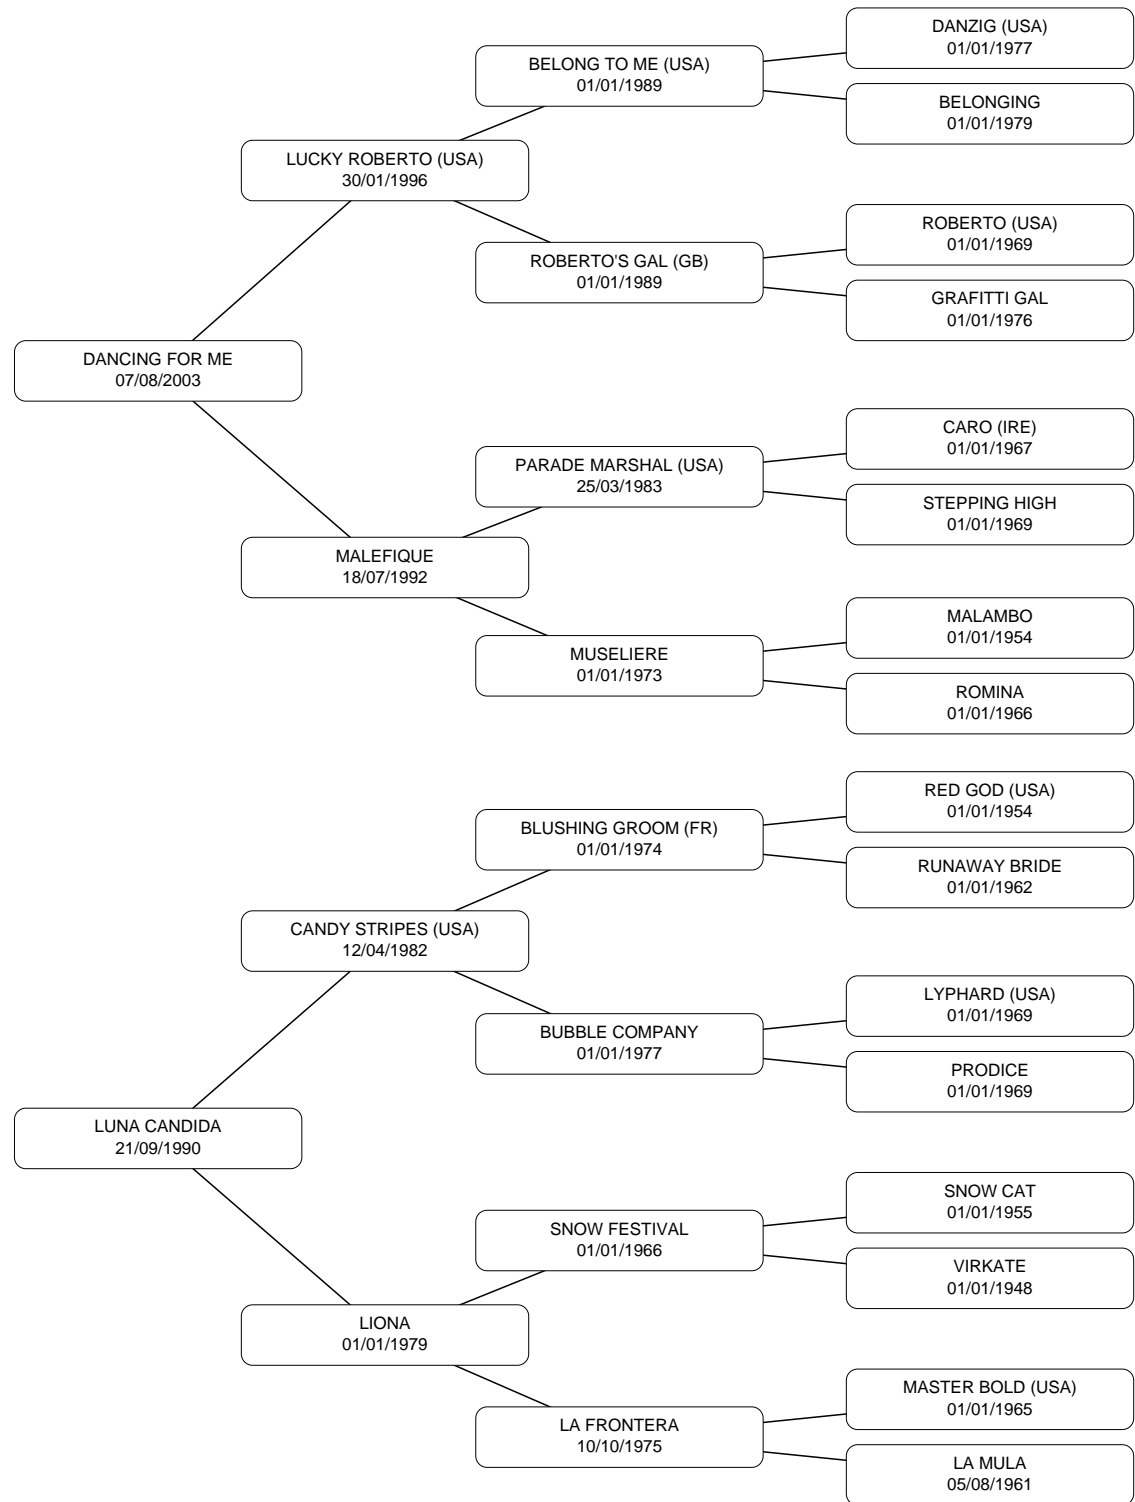 DANZIG (USA)
01/01/1977
BELONG TO ME (USA)
01/01/1989
BELONGING
01/01/1979
LUCKY ROBERTO (USA)
30/01/1996
ROBERTO (USA)
01/01/1969
ROBERTO'S GAL (GB)
01/01/1989
GRAFITTI GAL
01/01/1976
DANCING FOR ME
07/08/2003
CARO (IRE)
01/01/1967
PARADE MARSHAL (USA)
25/03/1983
STEPPING HIGH
01/01/1969
MALEFIQUE
18/07/1992
MALAMBO
01/01/1954
MUSELIERE
01/01/1973
ROMINA
01/01/1966
RED GOD (USA)
01/01/1954
BLUSHING GROOM (FR)
01/01/1974
RUNAWAY BRIDE
01/01/1962
CANDY STRIPES (USA)
12/04/1982
LYPHARD (USA)
01/01/1969
BUBBLE COMPANY
01/01/1977
PRODICE
01/01/1969
LUNA CANDIDA
21/09/1990
SNOW CAT
01/01/1955
SNOW FESTIVAL
01/01/1966
VIRKATE
01/01/1948
LIONA
01/01/1979
MASTER BOLD (USA)
01/01/1965
LA FRONTERA
10/10/1975
LA MULA
05/08/1961